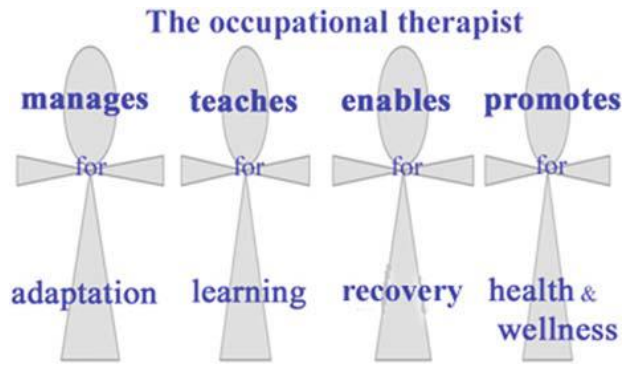 The occupational therapist
manages teaches enables promotes
for for for for
adaptation learning recovery health &
wellness